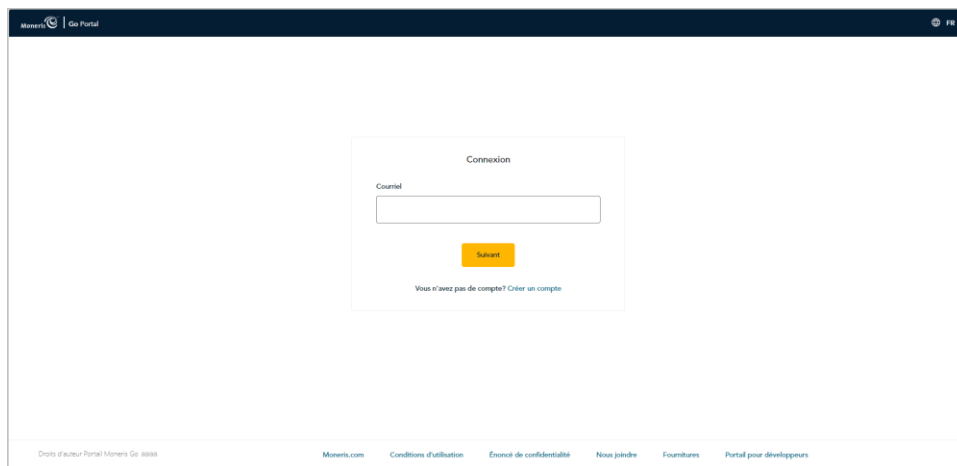 Moneris Go Portal
FR
Connexion
Courriel
Suivant
Vous n'avez pas de compte? Créer un compte
Droits d'auteur Portail Moneris Go
Moneris.com Conditions d'utilisation Énoncé de confidentialité Nous joindre Fournitures Portail pour développeurs